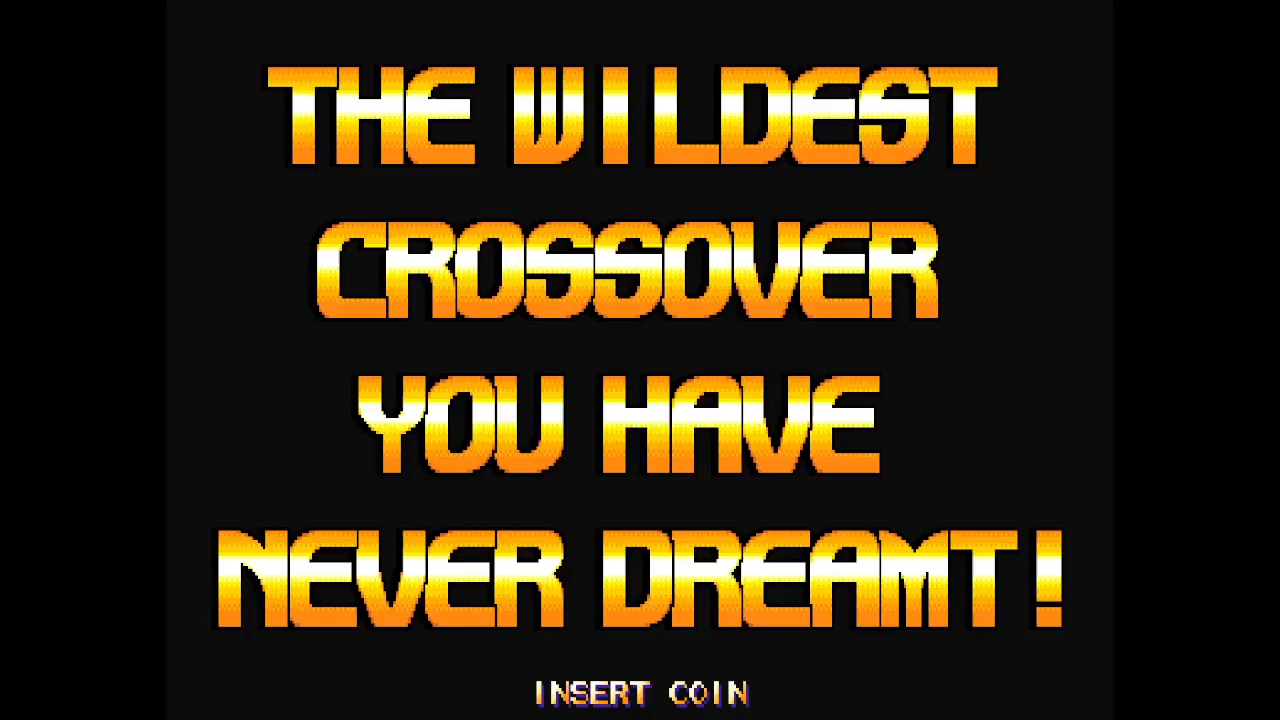 THE WILDEST
CROSSOVER
YOU HAVE
NEVER DREAMT!
INSERT COIN